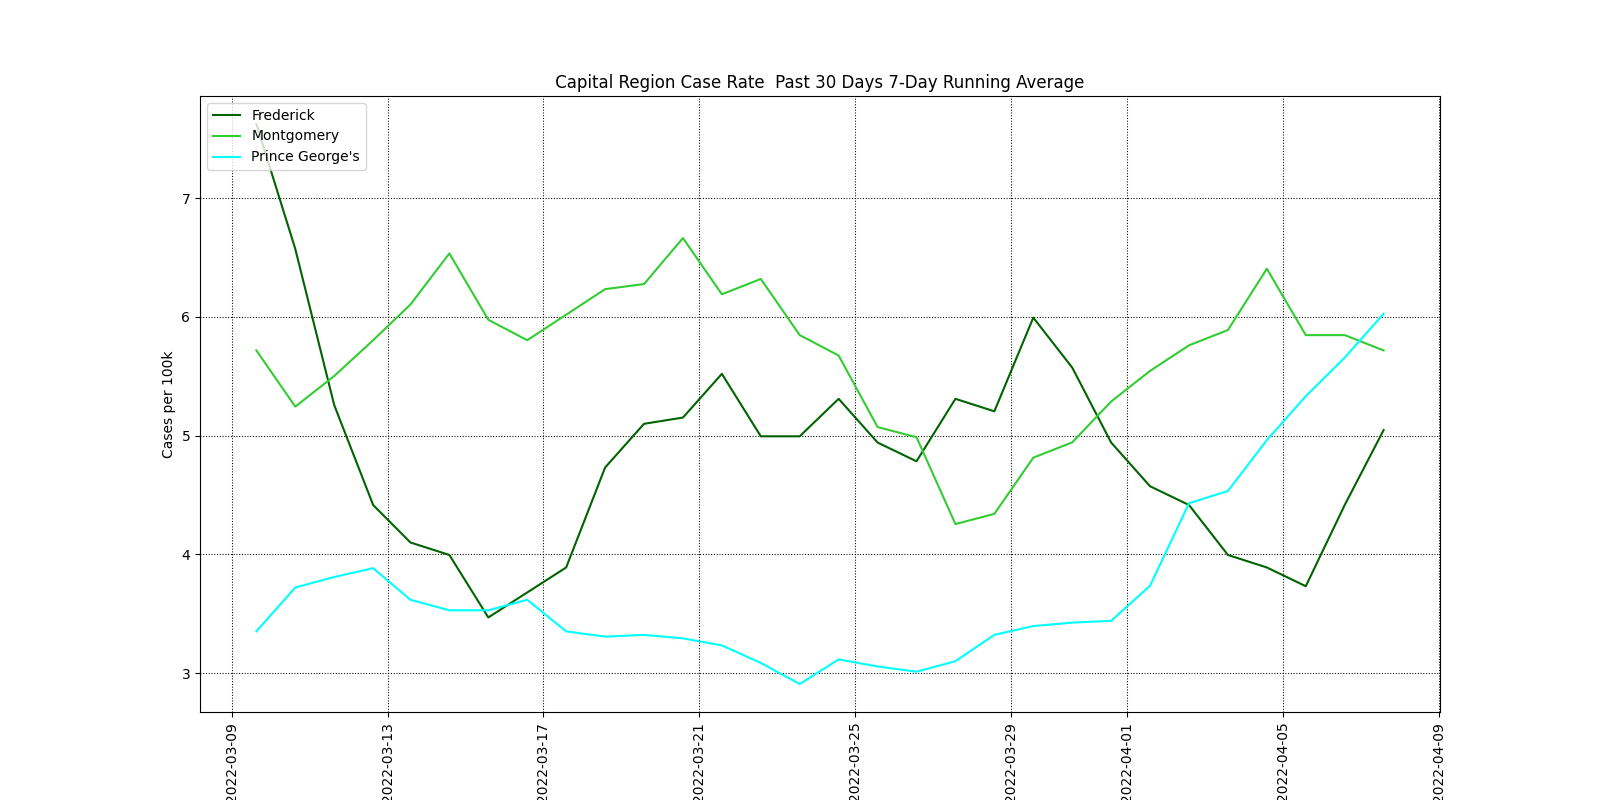 Capital Region Case Rate  Past 30 Days 7-Day Running Average
Frederick
Montgomery
Prince George's
Cases per 100k
7
6
5
4
3
2022-03-09
2022-03-13
2022-03-17
2022-03-21
2022-03-25
2022-03-29
2022-04-01
2022-04-05
2022-04-09